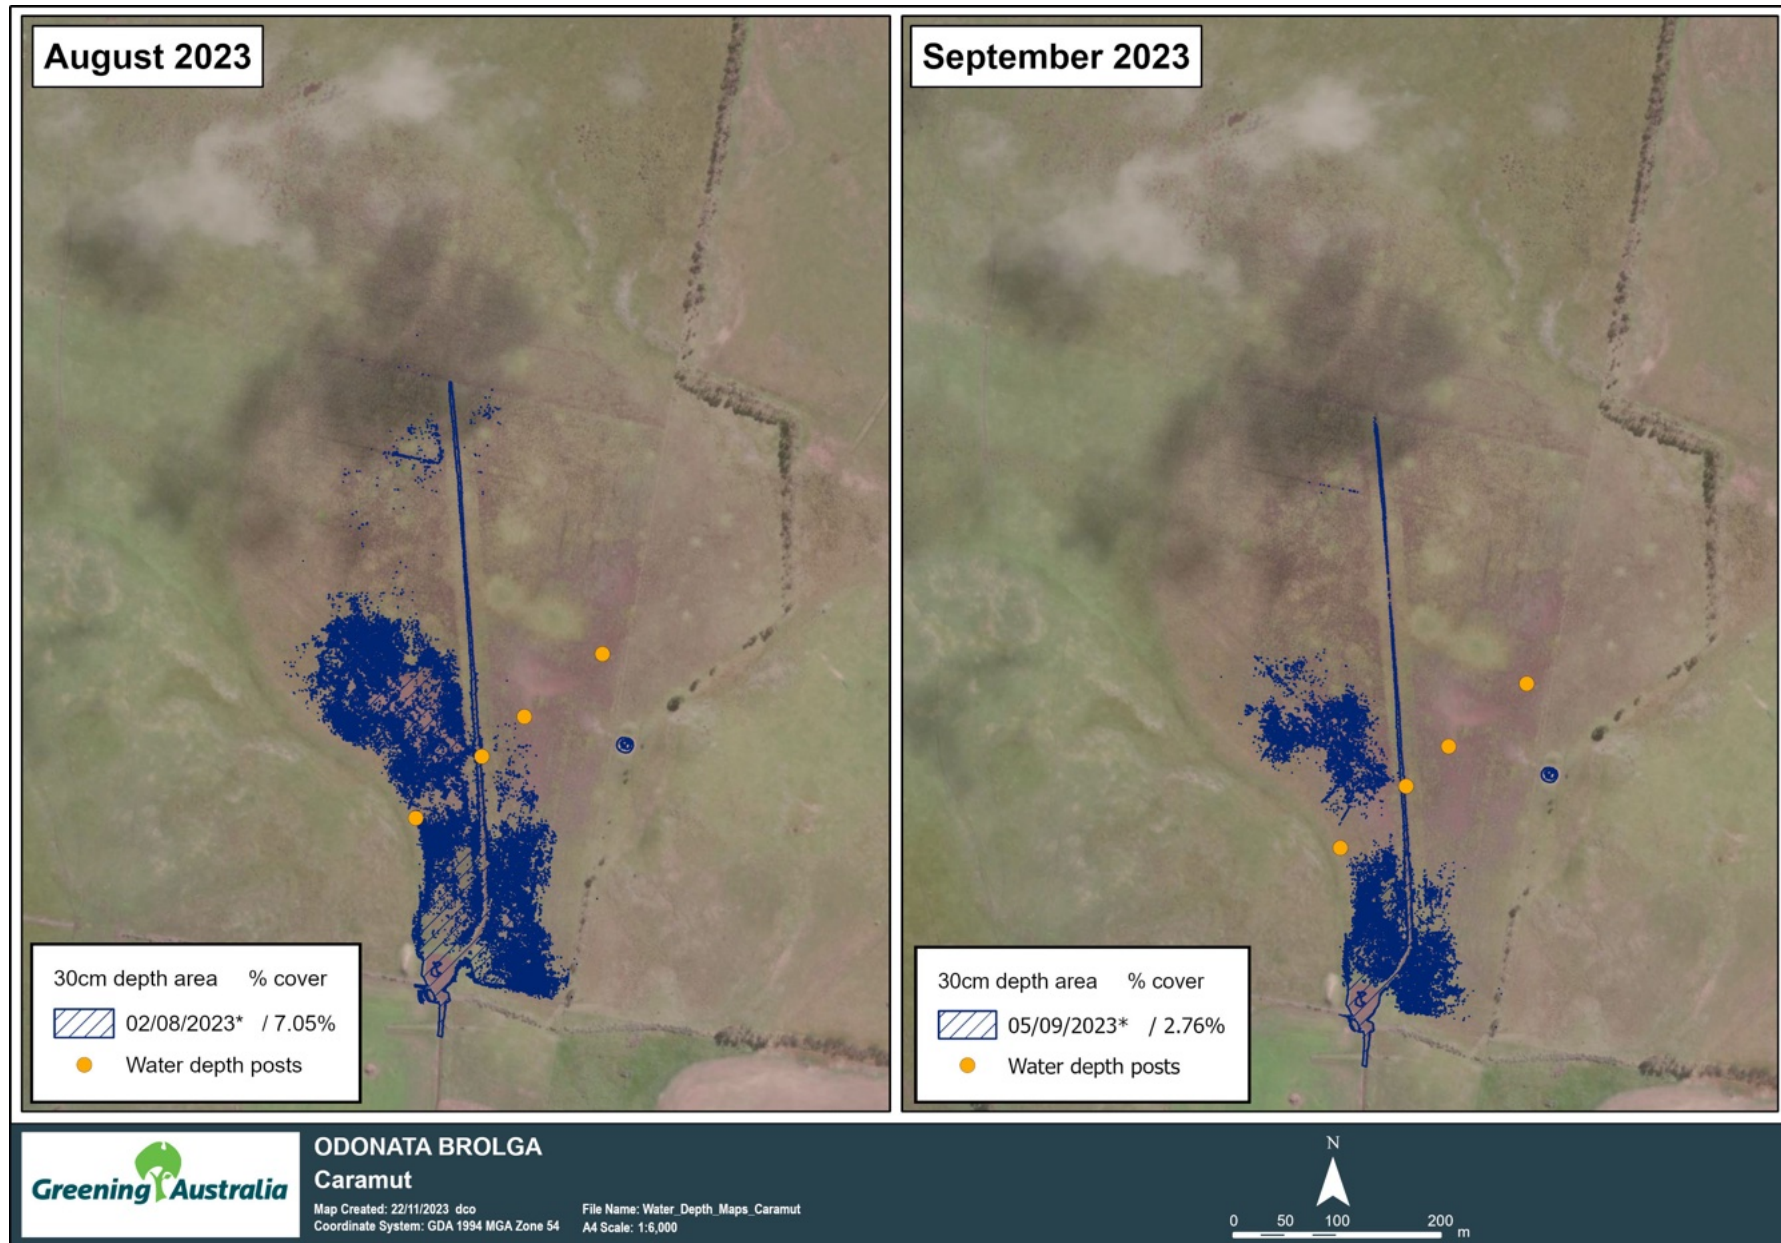 August 2023
30cm depth area % cover
02/08/2023* / 7.05%
Water depth posts
September 2023
30cm depth area % cover
05/09/2023* / 2.76%
Water depth posts
Greening Australia
ODONATA BROLGA
Caramut
Map Created: 22/11/2023 dco
Coordinate System: GDA 1994 MGA Zone 54
File Name: Water_Depth_Maps_Caramut
A4 Scale: 1:6,000
N
0 50 100 200
m